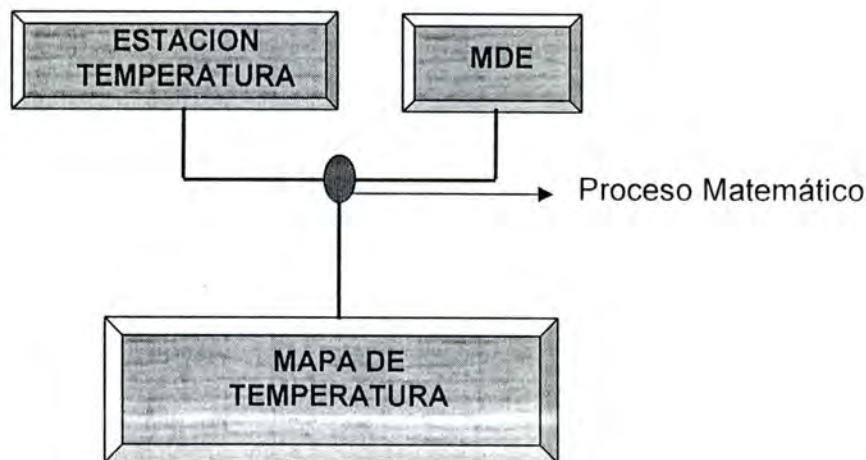 ESTACION
TEMPERATURA
MDE
Proceso Matemático
MAPA DE
TEMPERATURA